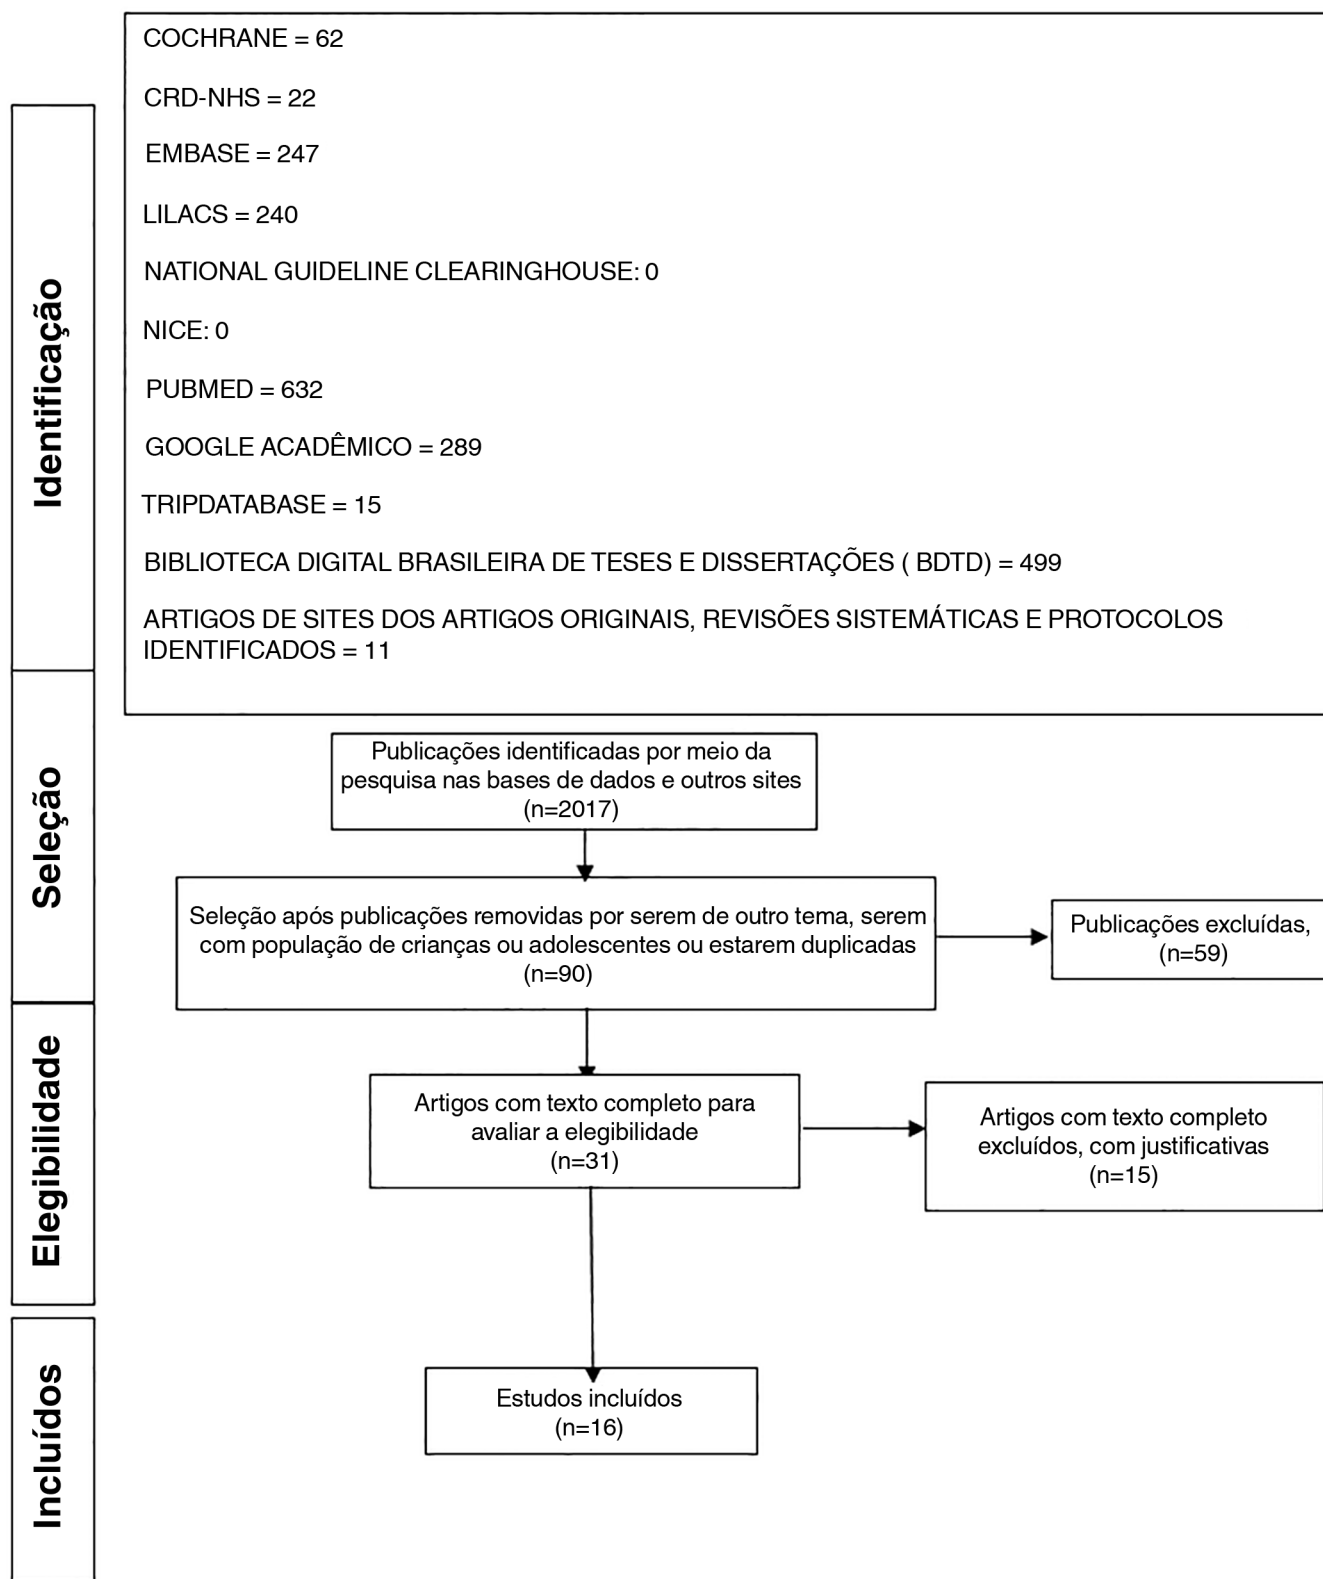 COCHRANE = 62
CRD-NHS = 22
EMBASE = 247
LILACS = 240
NATIONAL GUIDELINE CLEARINGHOUSE: 0
NICE: 0
PUBMED = 632
GOOGLE ACADÊMICO = 289
TRIPDATABASE = 15
BIBLIOTECA DIGITAL BRASILEIRA DE TESES E DISSERTAÇÕES ( BDTD) = 499
ARTIGOS DE SITES DOS ARTIGOS ORIGINAIS, REVISÕES SISTEMÁTICAS E PROTOCOLOS
IDENTIFICADOS = 11
Identificação
Publicações identificadas por meio da
pesquisa nas bases de dados e outros sites
(n=2017)
Seleção
Seleção após publicações removidas por serem de outro tema, serem
com população de crianças ou adolescentes ou estarem duplicadas
(n=90)
Publicações excluídas,
(n=59)
Elegibilidade
Artigos com texto completo para
avaliar a elegibilidade
(n=31)
Artigos com texto completo
excluídos, com justificativas
(n=15)
Incluídos
Estudos incluídos
(n=16)